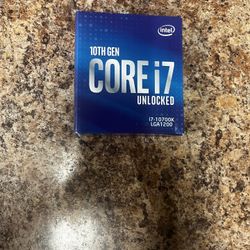 intel
10TH GEN
CORE i7
UNLOCKED
i7-10700K
LGA1200